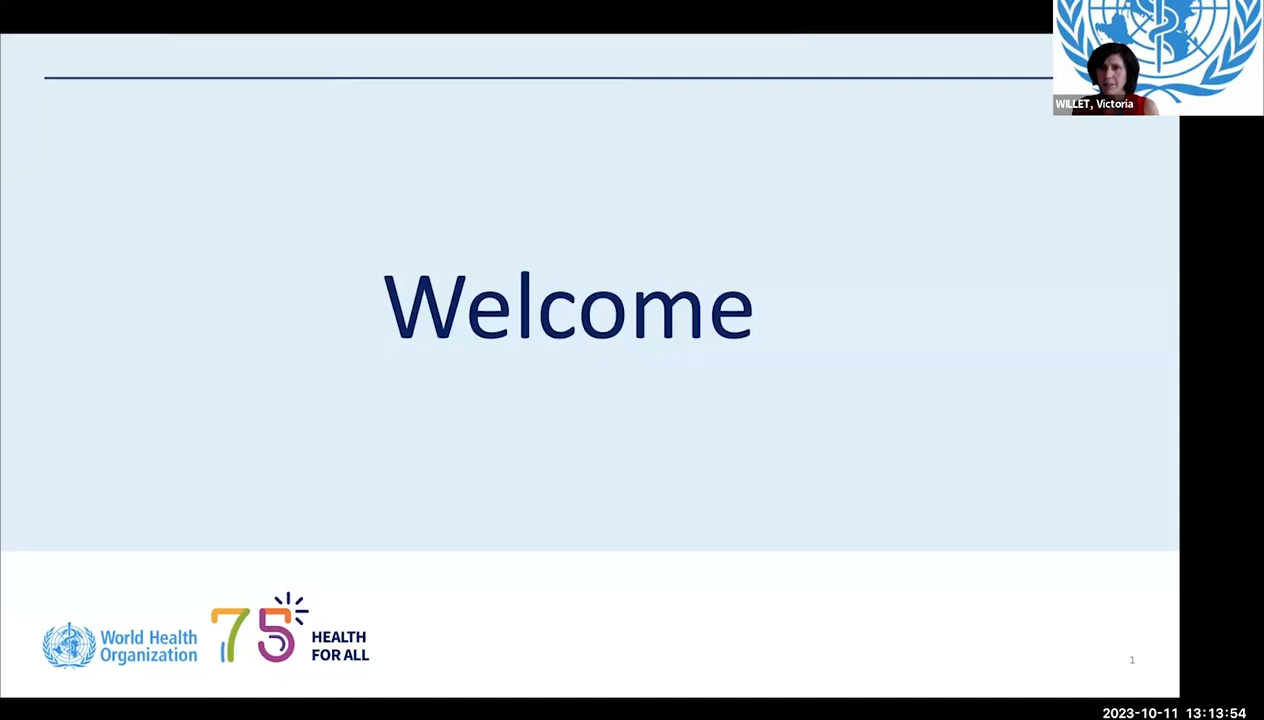 WILLET, Victoria
Welcome
World Health
Organization
75
HEALTH
FOR ALL
1
2023-10-11 13:13:54